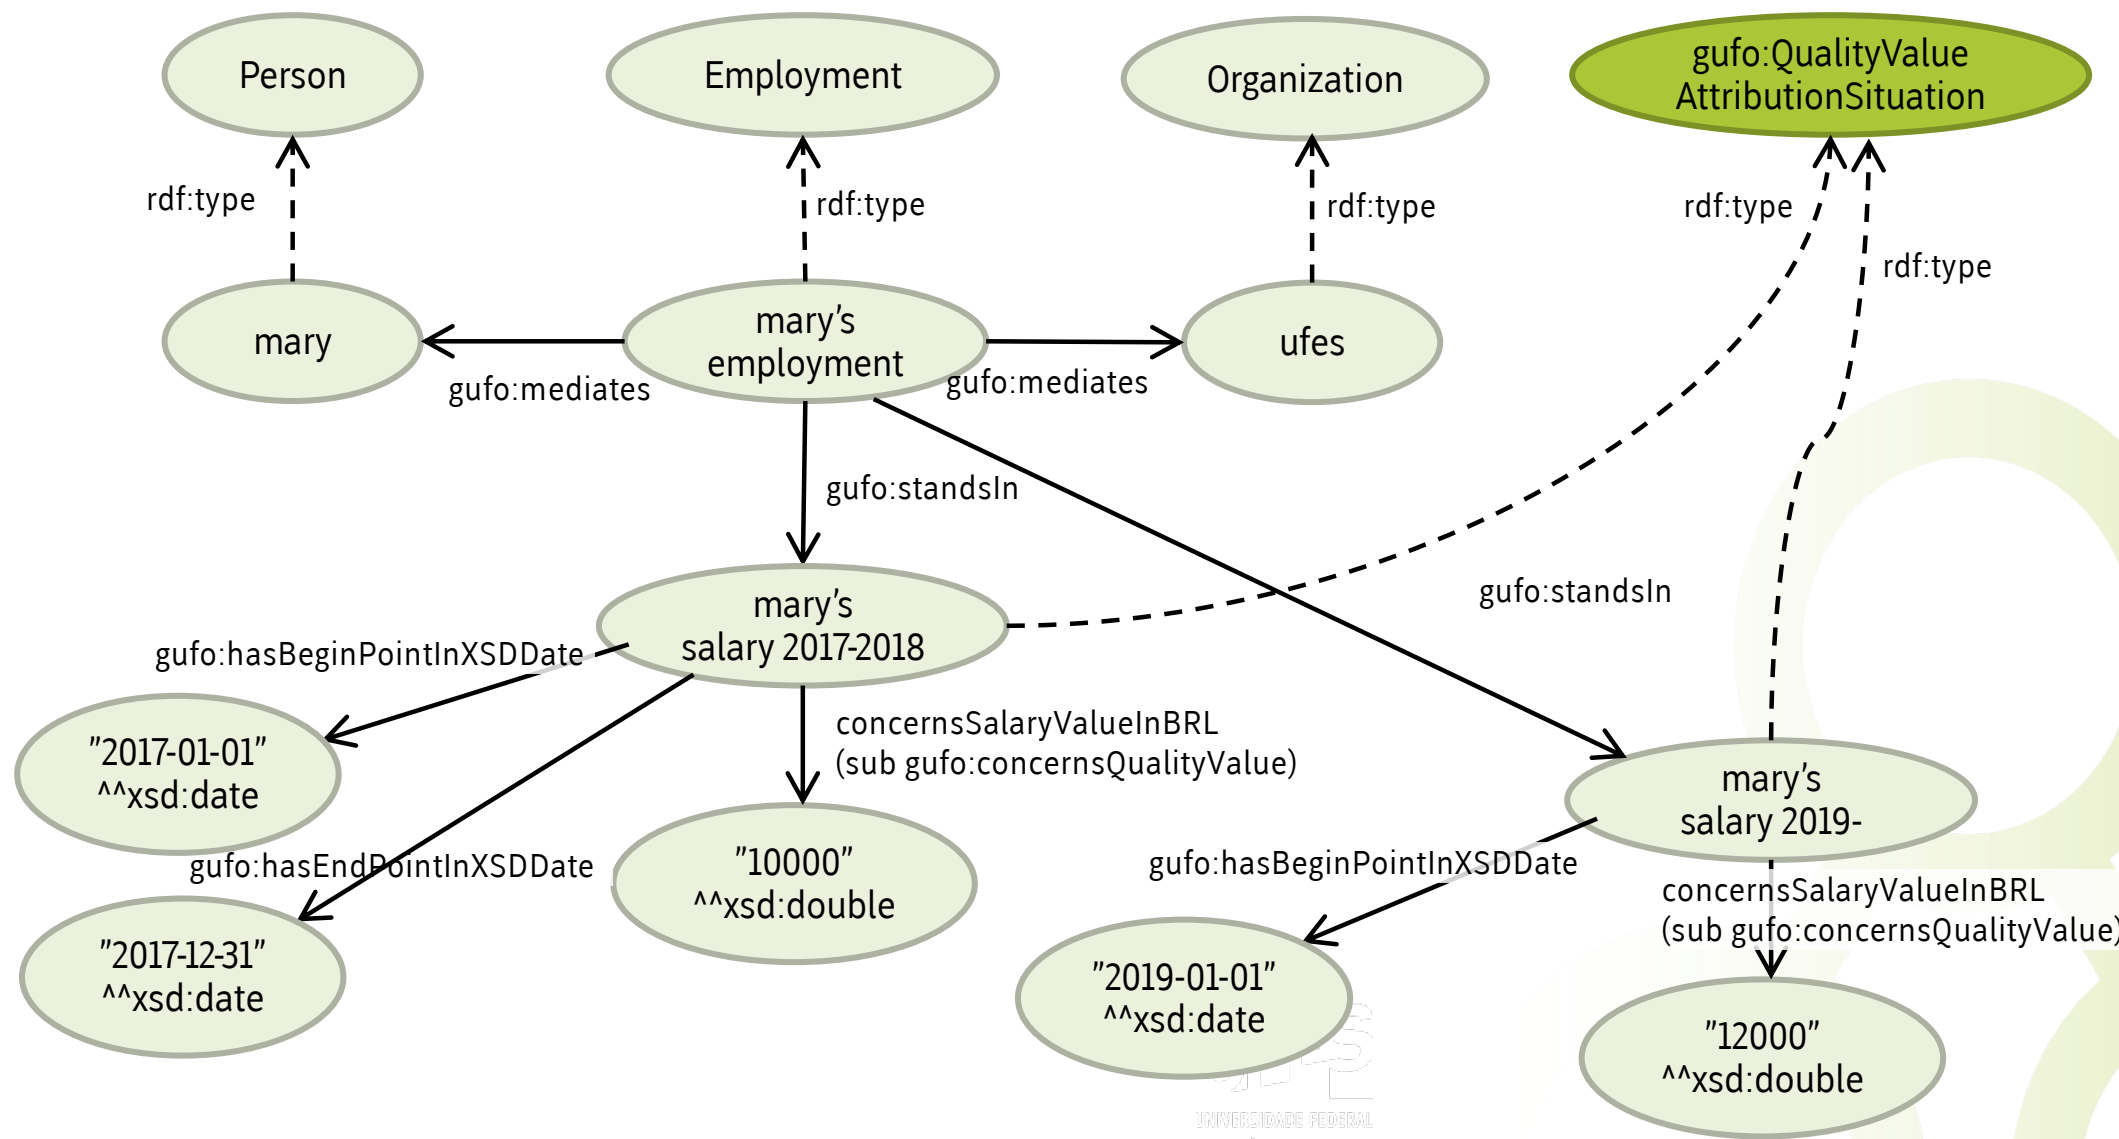 Person
Employment
Organization
gufo:QualityValue
AttributionSituation
rdf:type
rdf:type
rdf:type
rdf:type
rdf:type
mary
mary's
employment
ufes
gufo:mediates
gufo:mediates
gufo:standsIn
gufo:standsIn
mary's
salary 2017-2018
gufo:hasBeginPointInXSDDate
"2017-01-01"
^^xsd:date
concernsSalaryValueInBRL
(sub gufo:concernsQualityValue)
mary's
salary 2019-
gufo:hasEndPointInXSDDate
"10000"
^^xsd:double
gufo:hasBeginPointInXSDDate
concernsSalaryValueInBRL
(sub gufo:concernsQualityValue)
"2017-12-31"
^^xsd:date
"2019-01-01"
^^xsd:date
"12000"
^^xsd:double
UNIVERSIDADE FEDERAL